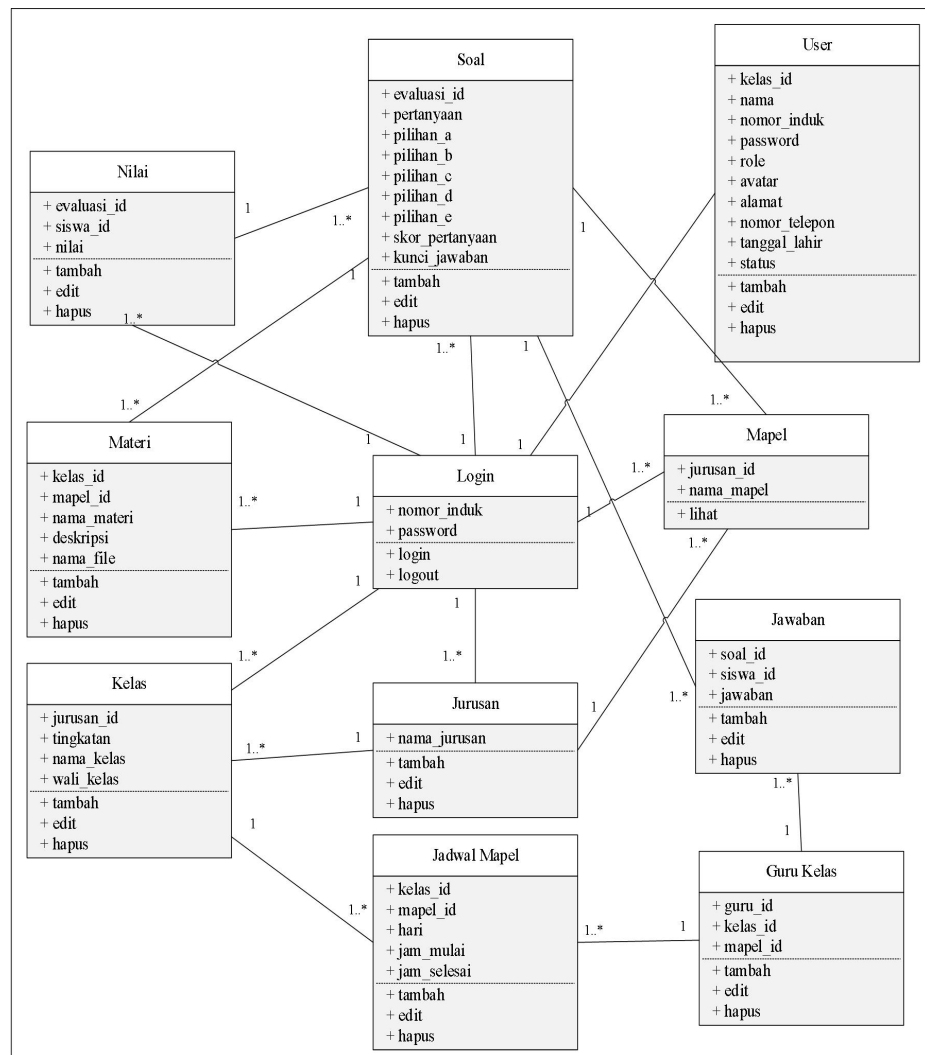 Soal
+ evaluasi_id
+ pertanyaan
+ pilihan_a
+ pilihan_b
+ pilihan_c
+ pilihan_d
+ pilihan_e
+ skor_pertanyaan
+ kunci_jawaban
+ tambah
+ edit
+ hapus
User
+ kelas_id
+ nama
+ nomor_induk
+ password
+ role
+ avatar
+ alamat
+ nomor_telepon
+ tanggal_lahir
+ status
+ tambah
+ edit
+ hapus
Nilai
+ evaluasi_id
+ siswa_id
+ nilai
+ tambah
+ edit
+ hapus
1
1..*
1
1
1..*
1..*
1
1
1..*
1..*
1
1
1
1..*
Materi
+ kelas_id
+ mapel_id
+ nama_materi
+ deskripsi
+ nama_file
+ tambah
+ edit
+ hapus
Login
+ nomor_induk
+ password
+ login
+ logout
Mapel
+ jurusan_id
+ nama_mapel
+ lihat
1..*
1
1
1..*
1..*
1
1
1..*
1..*
Kelas
+ jurusan_id
+ tingkatan
+ nama_kelas
+ wali_kelas
+ tambah
+ edit
+ hapus
Jurusan
+ nama_jurusan
+ tambah
+ edit
+ hapus
Jawaban
+ soal_id
+ siswa_id
+ jawaban
+ tambah
+ edit
+ hapus
1..*
1
1
1..*
1
1..*
1..*
1
Jadwal Mapel
+ kelas_id
+ mapel_id
+ hari
+ jam_mulai
+ jam_selesai
+ tambah
+ edit
+ hapus
1..*
1
Guru Kelas
+ guru_id
+ kelas_id
+ mapel_id
+ tambah
+ edit
+ hapus